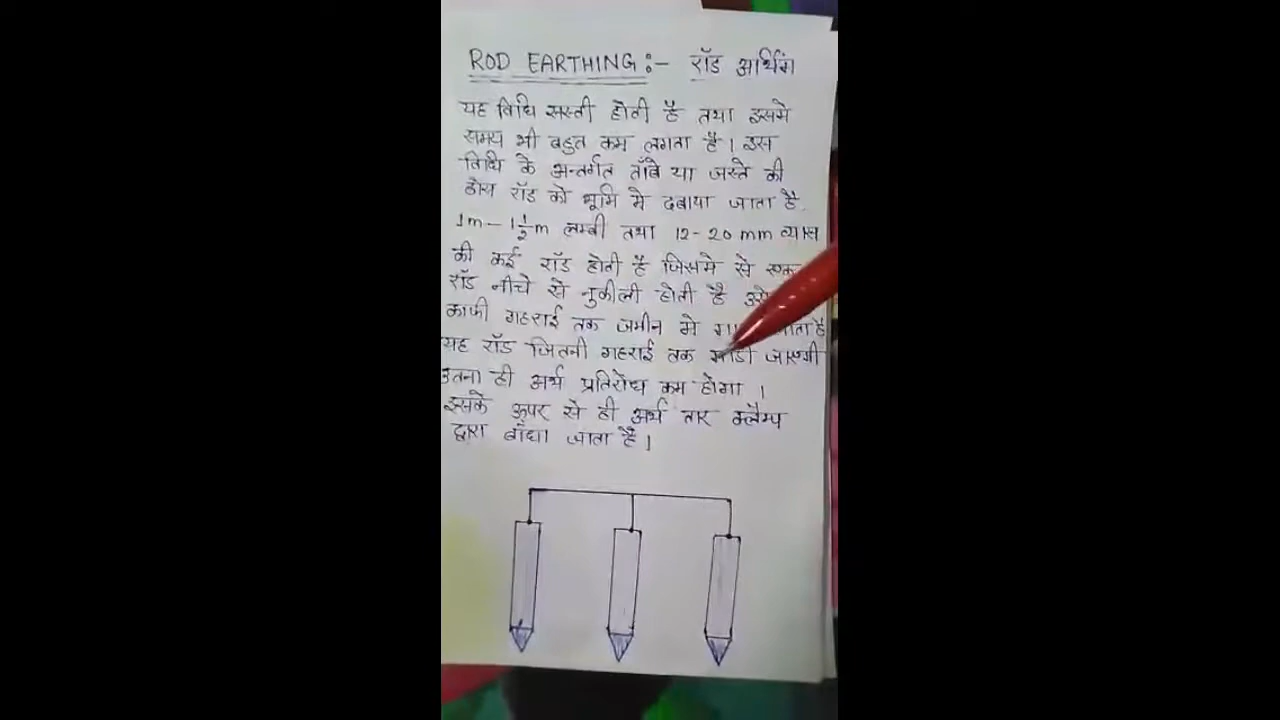 ROD EARTHING :- रॉड अर्थिंग
यह विधि सस्ती होती है तथा इसमे
समय भी बहुत कम लगता है। इस
विधि के अन्तर्गत ताँबे या जस्ते की
ठोस रॉड को भूमि मे दबाया जाता है.
1m - 1½m लम्बी तथा 12-20 mm व्यास
की कई रॉड होती है जिसमे से एक
रॉड नीचे से नुकीली होती है उसे
काफी गहराई तक जमीन मे जाता है
यह रॉड जितनी गहराई तक गाडी जाएगी
उतना ही अर्थ प्रतिरोध कम होगा ।
इसके ऊपर से ही अर्थ तार क्लैम्प
द्वारा बाँधा जाता है।